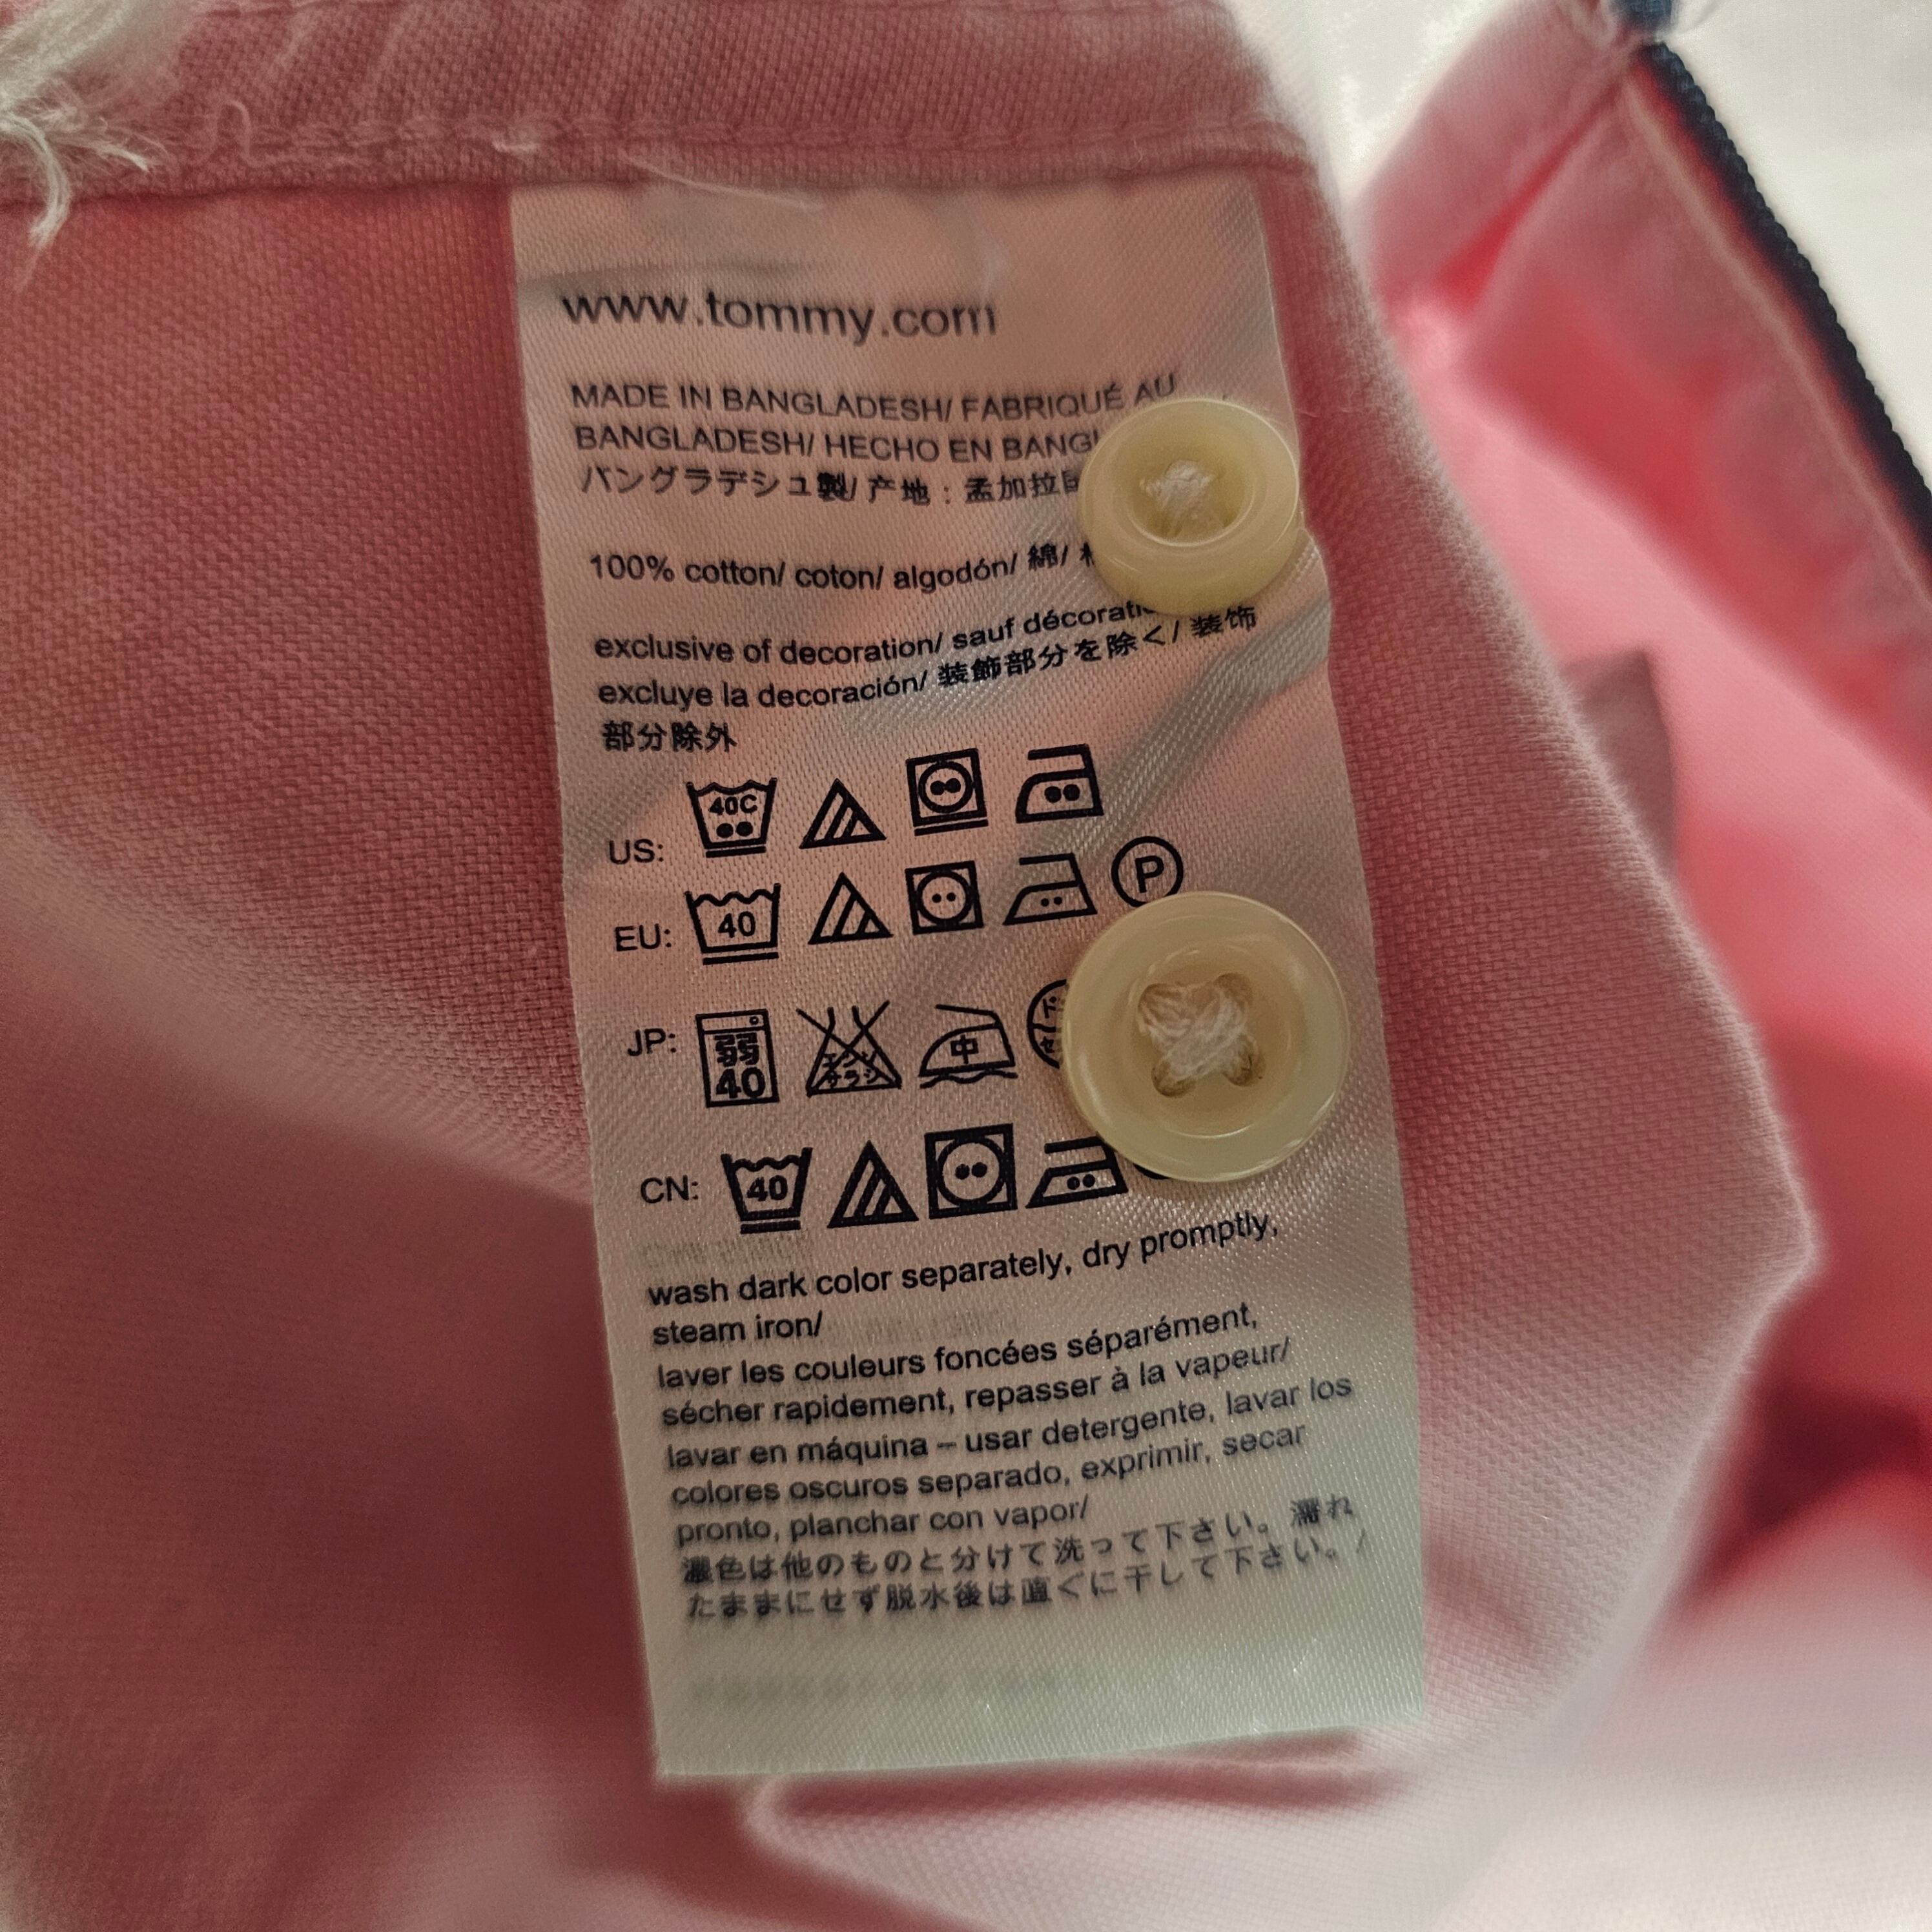 www.tommy.com
MADE IN BANGLADESH/ FABRIQUÉ AU
BANGLADESH/ HECHO EN
バングラデシュ製/ 产地 : 孟加拉
100% cotton/ coton/ algodón/ 綿/
exclusive of decoration/ sauf
excluye la decoración/ 装飾部分を除く/ 装饰
部分除外
US: 40C
EU: 40 P
JP: 弱 40 エンソサラシ 中
CN: 40
wash dark color separately, dry promptly,
steam iron/
laver les couleurs foncées séparément,
sécher rapidement, repasser à la vapeur/
lavar en máquina – usar detergente, lavar los
colores oscuros separado, exprimir, secar
pronto, planchar con vapor/
濃色は他のものと分けて洗って下さい。濡れ
たままにせず脱水後は直ぐに干して下さい。/